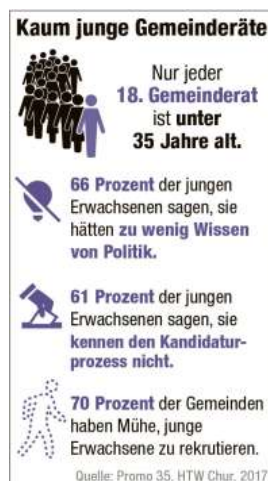 Kaum junge Gemeinderäte
Nur jeder
18. Gemeinderat
ist unter
35 Jahre alt.
66 Prozent der jungen
Erwachsenen sagen, sie
hätten zu wenig Wissen
von Politik.
61 Prozent der jungen
Erwachsenen sagen, sie
kennen den Kandidatur-
prozess nicht.
70 Prozent der Gemeinden
haben Mühe, junge
Erwachsene zu rekrutieren.
Quelle: Promo 35, HTW Chur, 2017